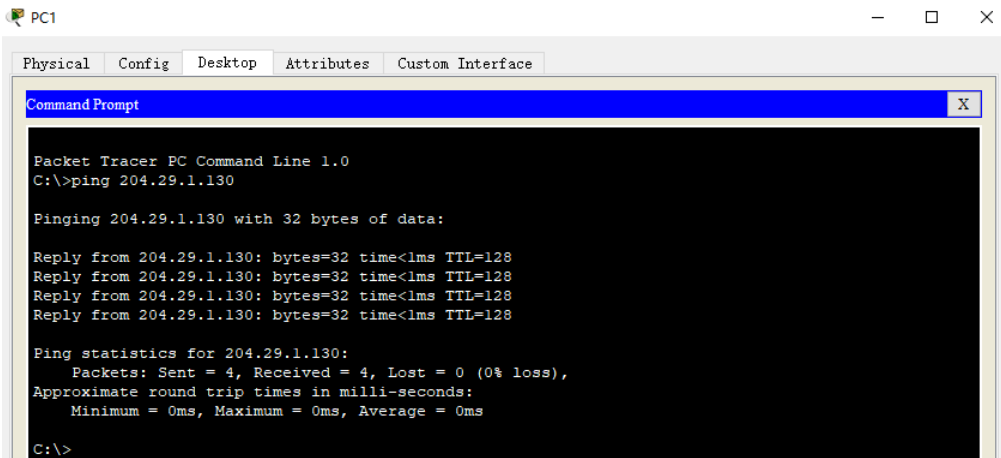 PC1
Physical Config Desktop Attributes Custom Interface
Command Prompt
X
Packet Tracer PC Command Line 1.0
C:\>ping 204.29.1.130
Pinging 204.29.1.130 with 32 bytes of data:
Reply from 204.29.1.130: bytes=32 time<1ms TTL=128
Reply from 204.29.1.130: bytes=32 time<1ms TTL=128
Reply from 204.29.1.130: bytes=32 time<1ms TTL=128
Reply from 204.29.1.130: bytes=32 time<1ms TTL=128
Ping statistics for 204.29.1.130:
Packets: Sent = 4, Received = 4, Lost = 0 (0% loss),
Approximate round trip times in milli-seconds:
Minimum = 0ms, Maximum = 0ms, Average = 0ms
C:\>